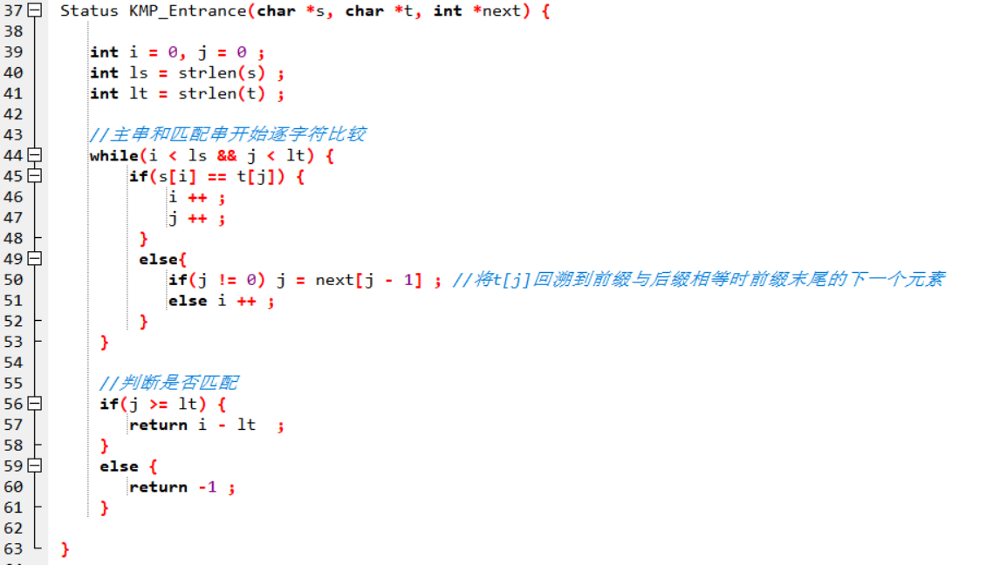 37 Status KMP_Entrance(char *s, char *t, int *next) {
38
39 int i = 0, j = 0 ;
40 int ls = strlen(s) ;
41 int lt = strlen(t) ;
42
43 //主串和匹配串开始逐字符比较
44 while(i < ls && j < lt) {
45 if(s[i] == t[j]) {
46 i ++ ;
47 j ++ ;
48 }
49 else{
50 if(j != 0) j = next[j - 1] ; //将t[j]回溯到前缀与后缀相等时前缀末尾的下一个元素
51 else i ++ ;
52 }
53 }
54
55 //判断是否匹配
56 if(j >= lt) {
57 return i - lt ;
58 }
59 else {
60 return -1 ;
61 }
62
63 }